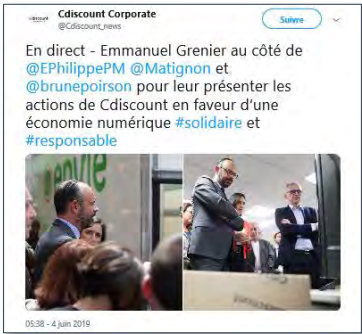 Cdiscount Corporate
@Cdiscount_news
Suivre
En direct - Emmanuel Grenier au côté de
@EPhilippePM @Matignon et
@brunepoirson pour leur présenter les
actions de Cdiscount en faveur d'une
économie numérique #solidaire et
#responsable
envie
05:38 - 4 juin 2019